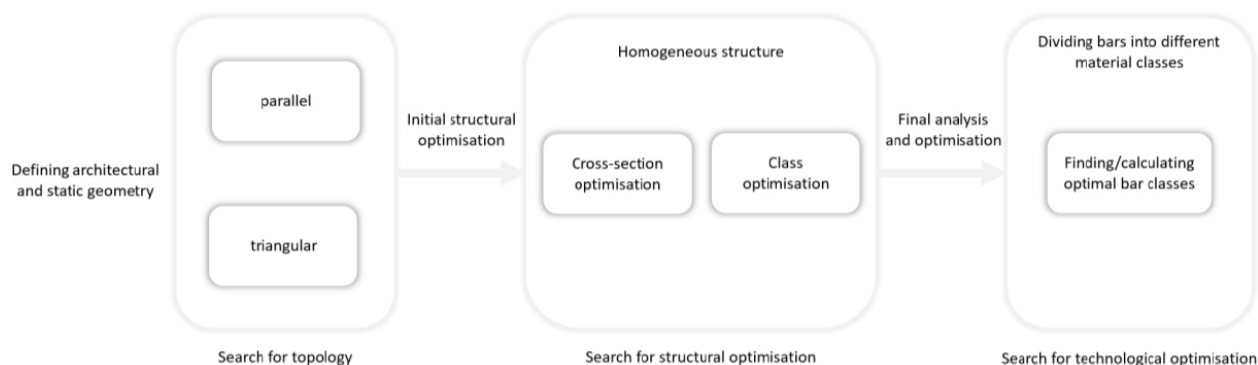 Defining architectural
and static geometry
parallel
triangular
Search for topology
Initial structural
optimisation
Homogeneous structure
Cross-section
optimisation
Class
optimisation
Search for structural optimisation
Final analysis
and optimisation
Dividing bars into different
material classes
Finding/calculating
optimal bar classes
Search for technological optimisation